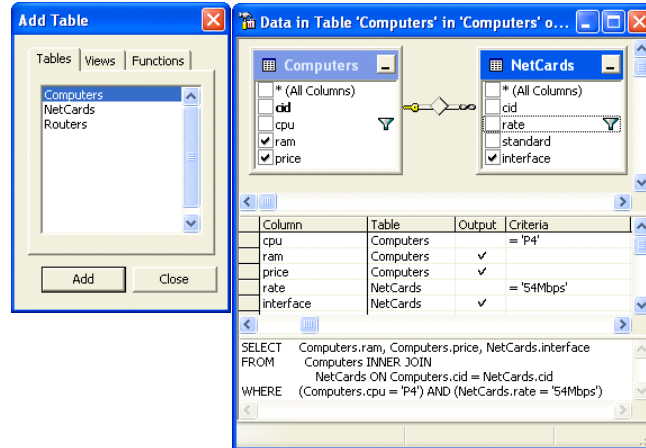 Add Table
Tables Views Functions
Computers
NetCards
Routers
Add Close
Data in Table 'Computers' in 'Computers' o...
Computers
* (All Columns)
cid
cpu
ram
price
NetCards
* (All Columns)
cid
rate
standard
interface
Column Table Output Criteria
cpu Computers = 'P4'
ram Computers
price Computers
rate NetCards = '54Mbps'
interface NetCards
SELECT Computers.ram, Computers.price, NetCards.interface
FROM Computers INNER JOIN
NetCards ON Computers.cid = NetCards.cid
WHERE (Computers.cpu = 'P4') AND (NetCards.rate = '54Mbps')